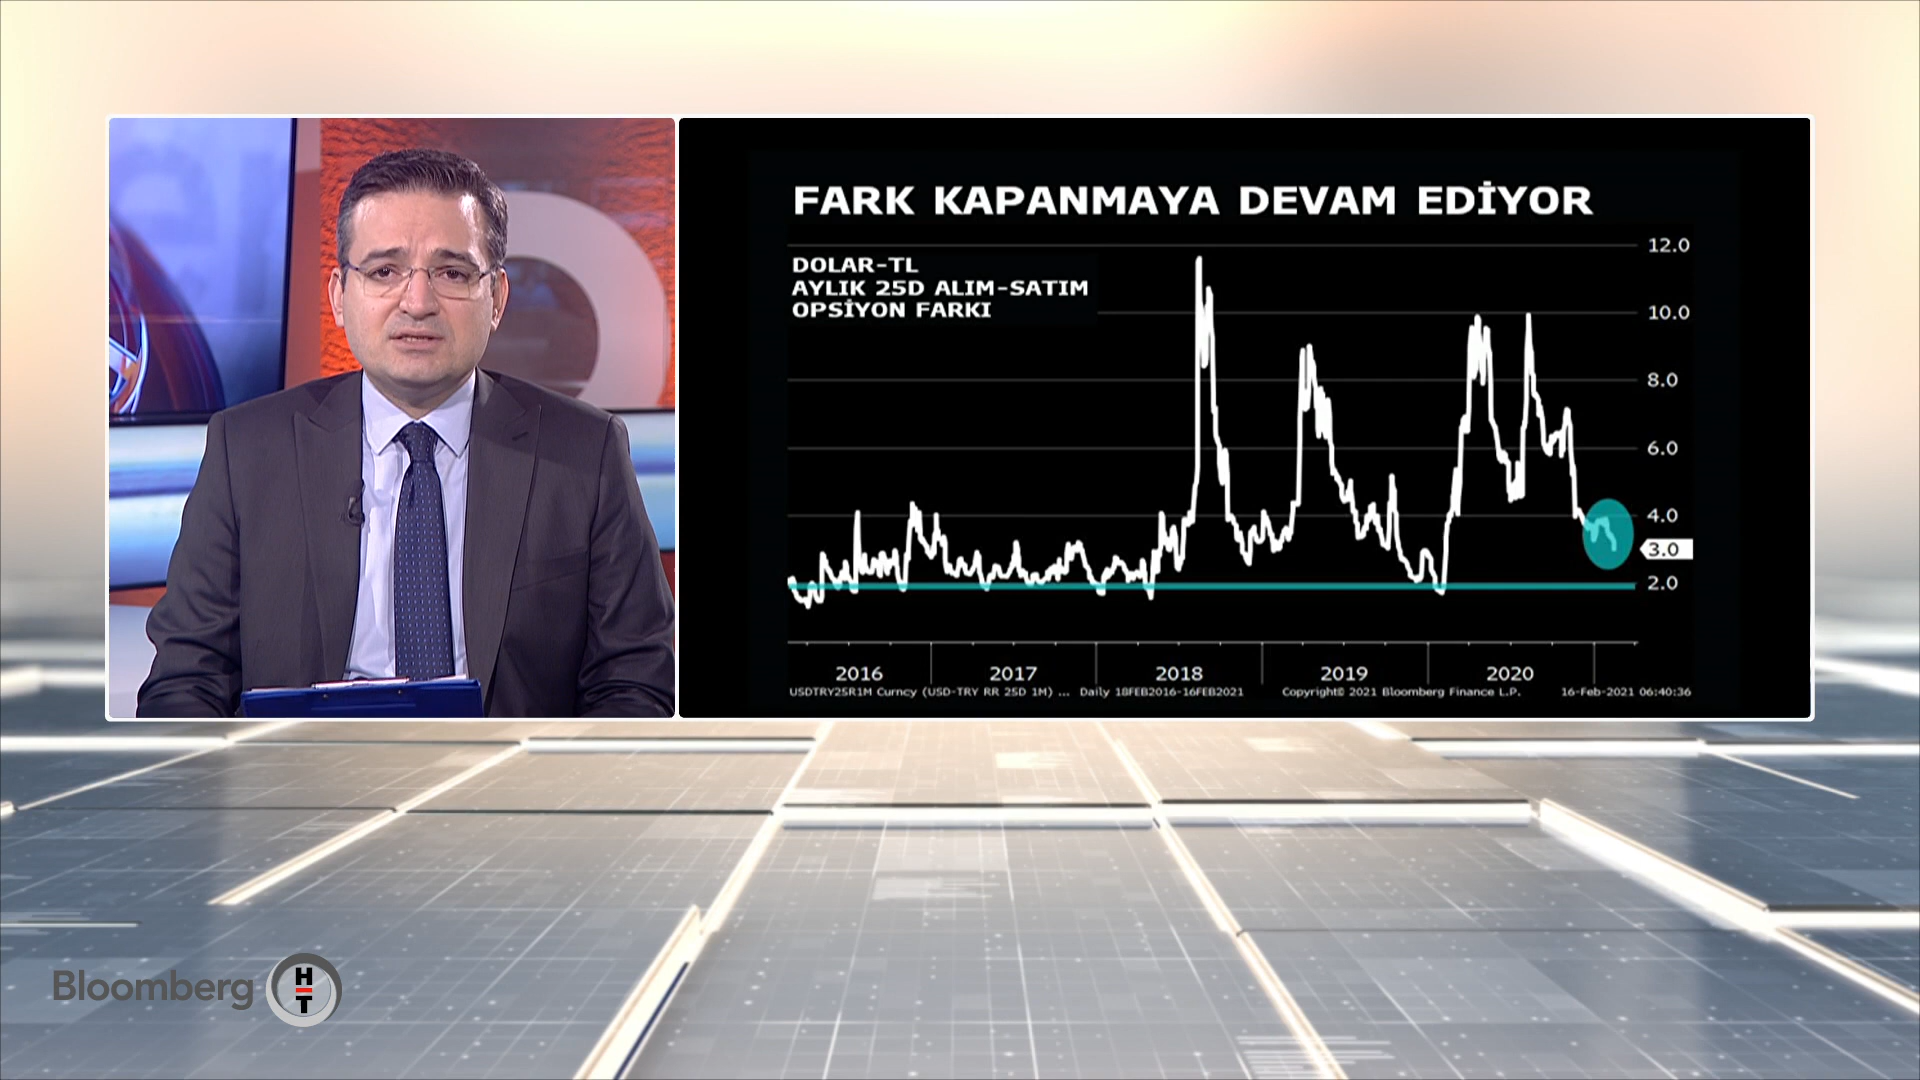 FARK KAPANMAYA DEVAM EDİYOR
DOLAR-TL
AYLIK 25D ALIM-SATIM
OPSİYON FARKI
12.0
10.0
8.0
6.0
4.0
3.0
2.0
2016 2017 2018 2019 2020
USDTRY25R1M Curncy (USD-TRY RR 25D 1M) ... Daily 18FEB2016-16FEB2021 Copyright© 2021 Bloomberg Finance L.P. 16-Feb-2021 06:40:36
Bloomberg HT